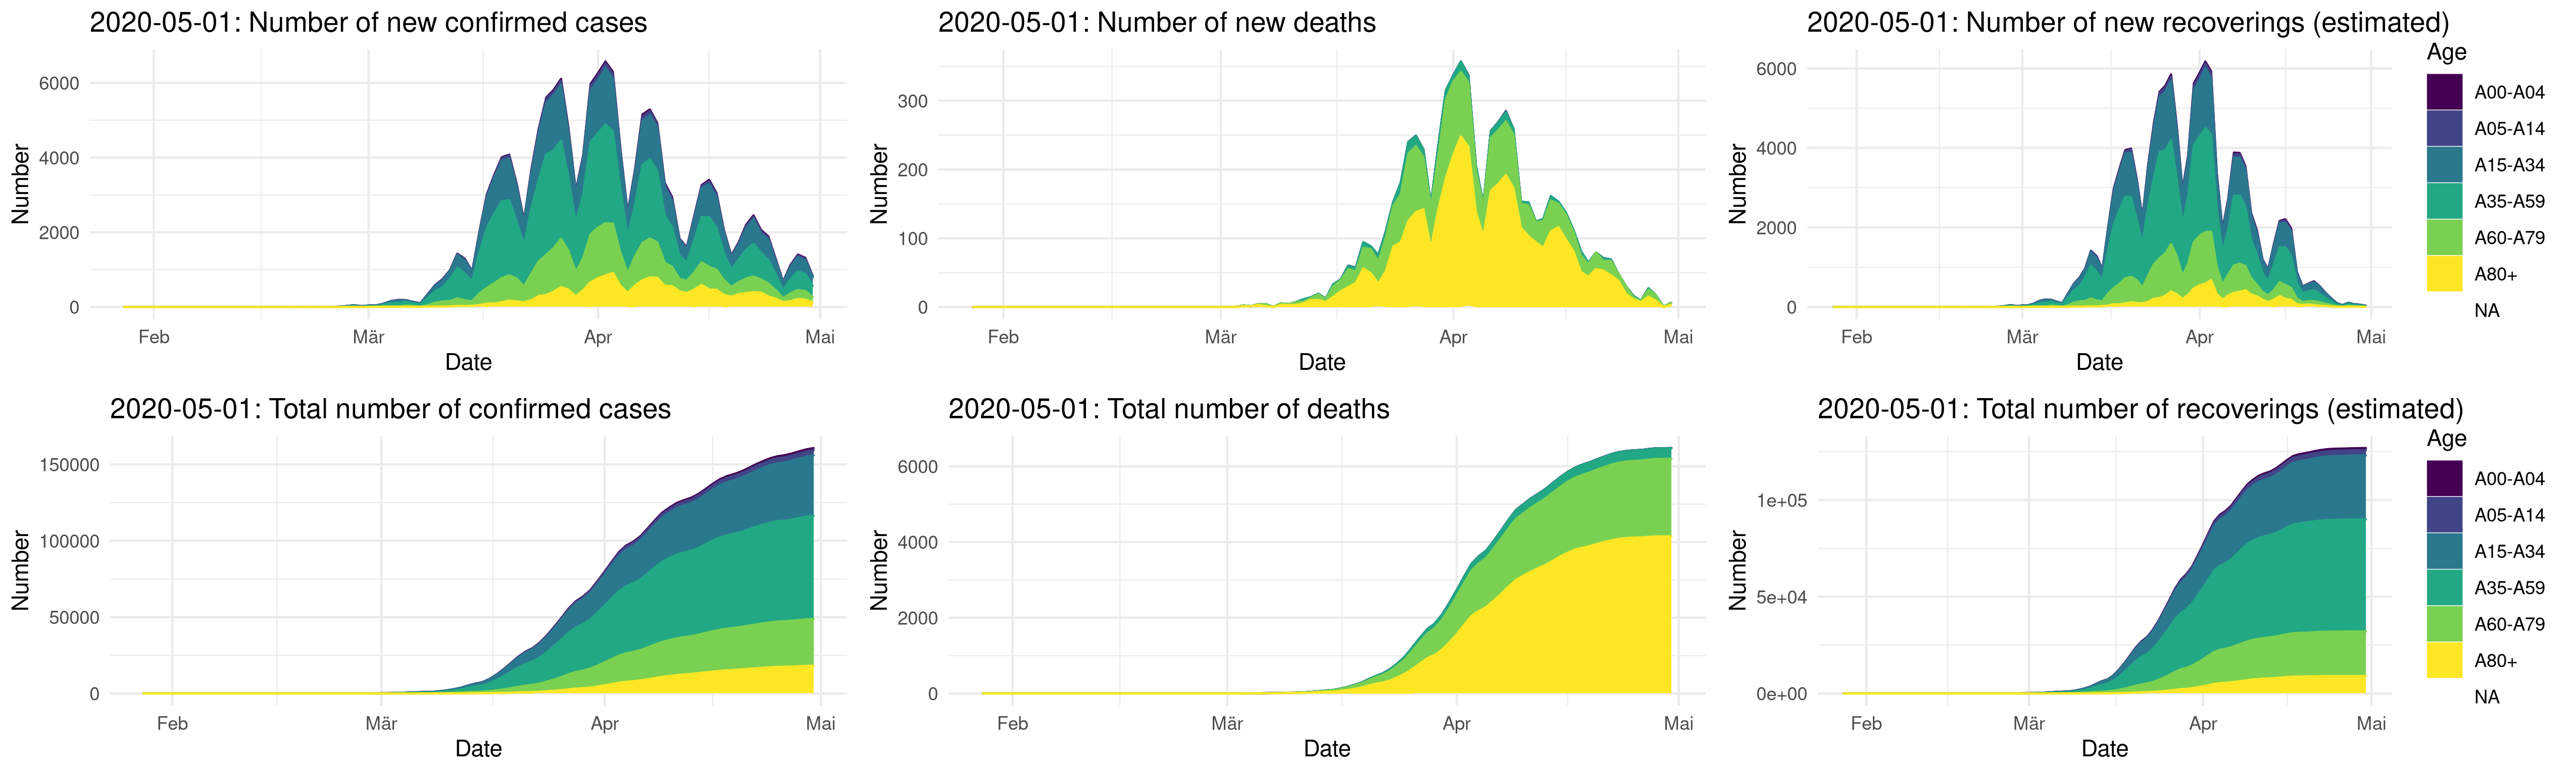 2020-05-01: Number of new confirmed cases
Number
6000
4000
2000
0
Feb
Mär
Apr
Mai
Date
2020-05-01: Number of new deaths
Number
300
200
100
0
Feb
Mär
Apr
Mai
Date
2020-05-01: Number of new recoverings (estimated)
Number
6000
4000
2000
0
Feb
Mär
Apr
Mai
Date
Age
A00-A04
A05-A14
A15-A34
A35-A59
A60-A79
A80+
NA
2020-05-01: Total number of confirmed cases
Number
150000
100000
50000
0
Feb
Mär
Apr
Mai
Date
2020-05-01: Total number of deaths
Number
6000
4000
2000
0
Feb
Mär
Apr
Mai
Date
2020-05-01: Total number of recoverings (estimated)
Number
1e+05
5e+04
0e+00
Feb
Mär
Apr
Mai
Date
Age
A00-A04
A05-A14
A15-A34
A35-A59
A60-A79
A80+
NA